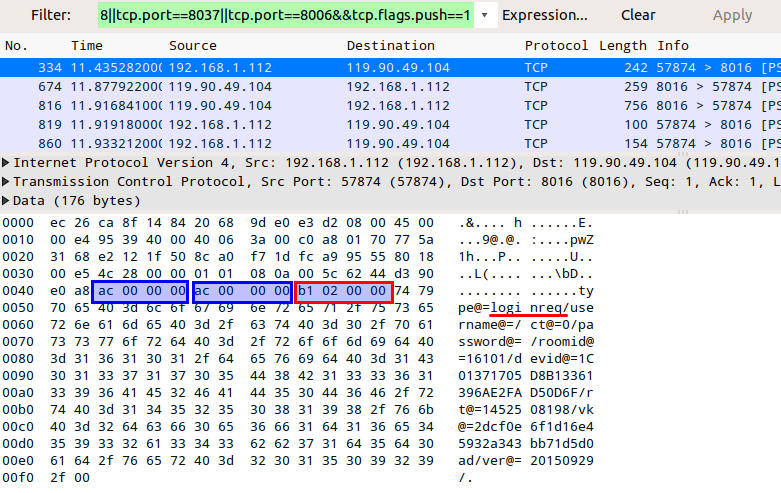 Filter: 8||tcp.port==8037||tcp.port==8006&&tcp.flags.push==1 Expression... Clear Apply
No. Time Source Destination Protocol Length Info
334 11.435282000 192.168.1.112 119.90.49.104 TCP 242 57874 > 8016 [PS
674 11.877922000 119.90.49.104 192.168.1.112 TCP 259 8016 > 57874 [PS
816 11.916841000 119.90.49.104 192.168.1.112 TCP 756 8016 > 57874 [PS
819 11.919180000 192.168.1.112 119.90.49.104 TCP 100 57874 > 8016 [PS
860 11.933212000 192.168.1.112 119.90.49.104 TCP 154 57874 > 8016 [PS
Internet Protocol Version 4, Src: 192.168.1.112 (192.168.1.112), Dst: 119.90.49.104 (119.90.49.1
Transmission Control Protocol, Src Port: 57874 (57874), Dst Port: 8016 (8016), Seq: 1, Ack: 1, L
Data (176 bytes)
0000 ec 26 ca 8f 14 84 20 68 9d e0 e3 d2 08 00 45 00 .&.... h ......E.
0010 00 e4 95 39 40 00 40 06 3a 00 c0 a8 01 70 77 5a ...9@.@. :....pwZ
0020 31 68 e2 12 1f 50 8c a0 f7 1d fc a9 95 55 80 18 1h...P.. .....U..
0030 00 e5 4c 28 00 00 01 01 08 0a 00 5c 62 44 d3 90 ..L(.... ...\bD..
0040 e0 a8 ac 00 00 00 ac 00 00 00 b1 02 00 00 74 79 ........ ......ty
0050 70 65 40 3d 6c 6f 67 69 6e 72 65 71 2f 75 73 65 pe@=logi nreq/use
0060 72 6e 61 6d 65 40 3d 2f 63 74 40 3d 30 2f 70 61 rname@=/ ct@=0/pa
0070 73 73 77 6f 72 64 40 3d 2f 72 6f 6f 6d 69 64 40 ssword@= /roomid@
0080 3d 31 36 31 30 31 2f 64 65 76 69 64 40 3d 31 43 =16101/d evid@=1C
0090 30 31 33 37 31 37 30 35 44 38 42 31 33 33 36 31 01371705 D8B13361
00a0 33 39 36 41 45 32 46 41 44 35 30 44 36 46 2f 72 396AE2FA D50D6F/r
00b0 74 40 3d 31 34 35 32 35 30 38 31 39 38 2f 76 6b t@=14525 08198/vk
00c0 40 3d 32 64 63 66 30 65 36 66 31 64 31 36 65 34 @=2dcf0e 6f1d16e4
00d0 35 39 33 32 61 33 34 33 62 62 37 31 64 35 64 30 5932a343 bb71d5d0
00e0 61 64 2f 76 65 72 40 3d 32 30 31 35 30 39 32 39 ad/ver@= 20150929
00f0 2f 00 /.